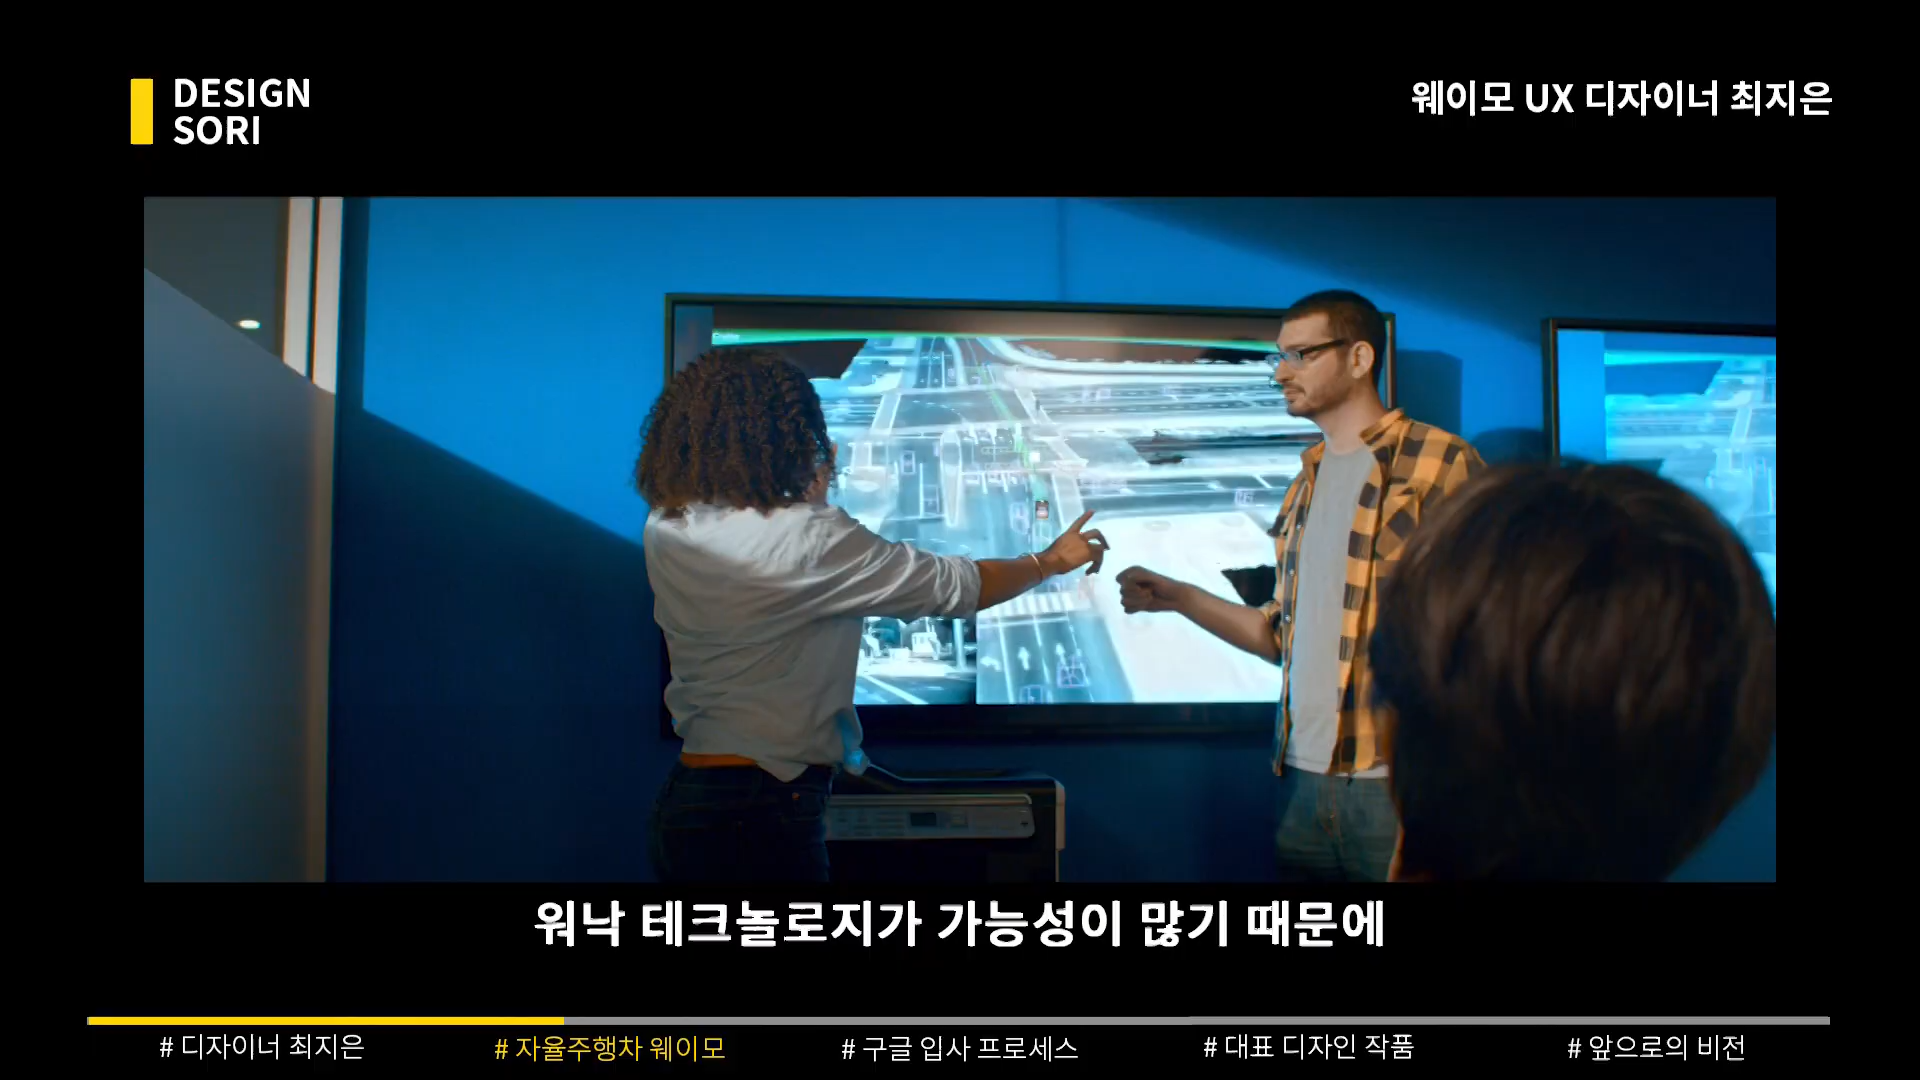 DESIGN
SORI
웨이모 UX 디자이너 최지은
워낙 테크놀로지가 가능성이 많기 때문에
# 디자이너 최지은
# 자율주행차 웨이모
# 구글 입사 프로세스
# 대표 디자인 작품
# 앞으로의 비전